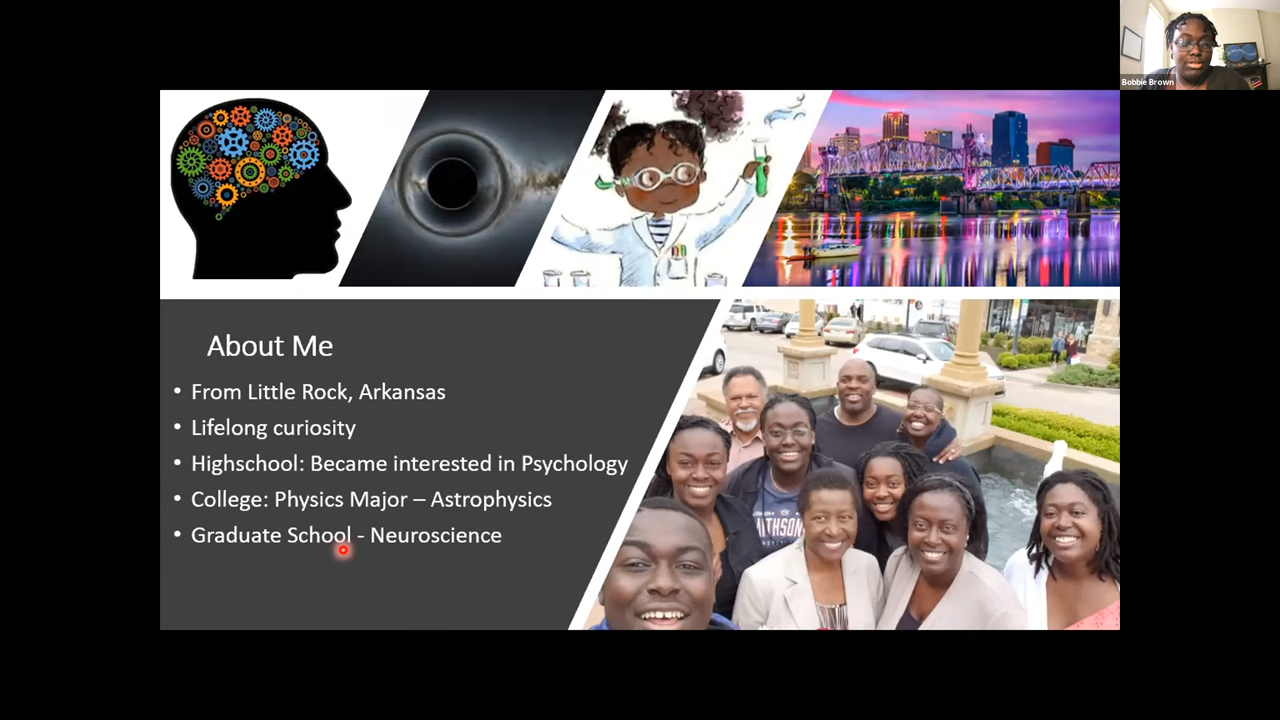 Bobbie Brown
About Me
• From Little Rock, Arkansas
• Lifelong curiosity
• Highschool: Became interested in Psychology
• College: Physics Major – Astrophysics
• Graduate School - Neuroscience